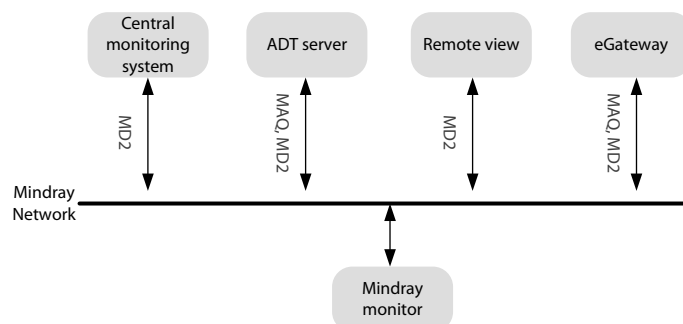 Central
monitoring
system
ADT server
Remote view
eGateway
MD2
MAQ, MD2
MD2
MAQ, MD2
Mindray
Network
Mindray
monitor